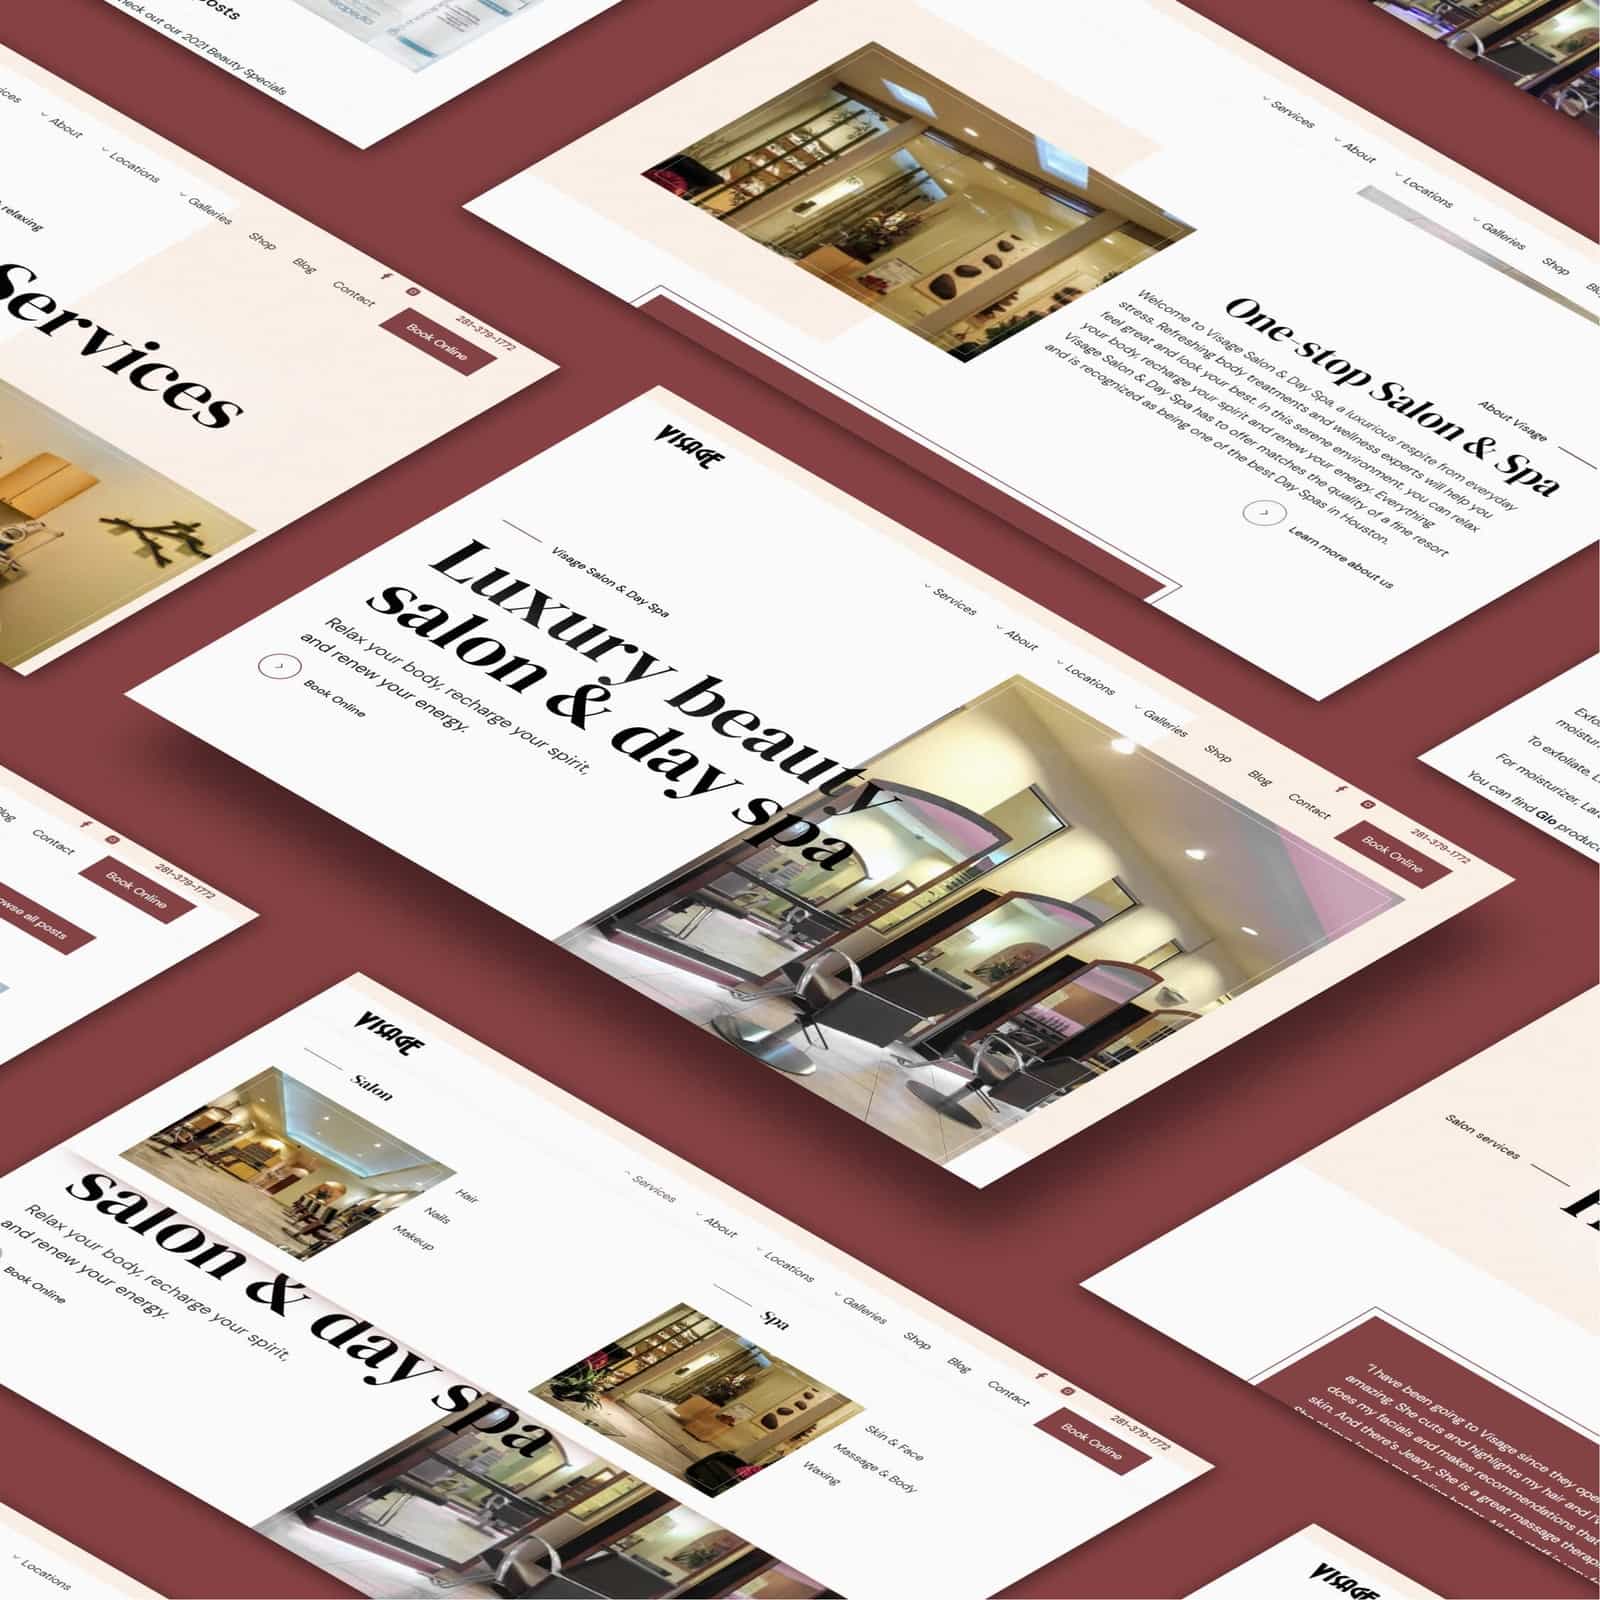 posts
check out our 2021 Beauty Specials
Services
About
Locations
Galleries
Shop
One-stop Salon & Spa
About Visage
Welcome to Visage Salon & Day Spa, a luxurious respite from everyday
stress. Refreshing body treatments and wellness experts will help you
feel great and look your best. In this serene environment, you can relax
your body, recharge your spirit and renew your energy. Everything
Visage Salon & Day Spa has to offer matches the quality of a fine resort
and is recognized as being one of the best Day Spas in Houston.
Learn more about us
About
Locations
Galleries
Shop
Blog
Contact
281-379-1772
Book Online
relaxing
Services
VISAGE
Services
About
Locations
Galleries
Shop
Blog
Contact
281-379-1772
Book Online
Visage Salon & Day Spa
Luxury beauty
salon & day spa
Relax your body, recharge your spirit,
and renew your energy.
Book Online
moistur
To exfoliate,
For moisturizer,
You can find Gio produc
Contact
281-379-1772
Book Online
all posts
VISAGE
Salon
Hair
Nails
Makeup
Services
About
Locations
Galleries
Shop
Blog
Contact
281-379-1772
Book Online
Spa
Skin & Face
Massage & Body
Waxing
salon & day spa
Relax your body, recharge your spirit,
and renew your energy.
Book Online
Salon services
"I have been going to Visage since they ope
amazing. She cuts and highlights my hair and I'v
does my facials and makes recommendations that
skin. And there's Jeany. She is a great massage therap
Locations
VISAGE